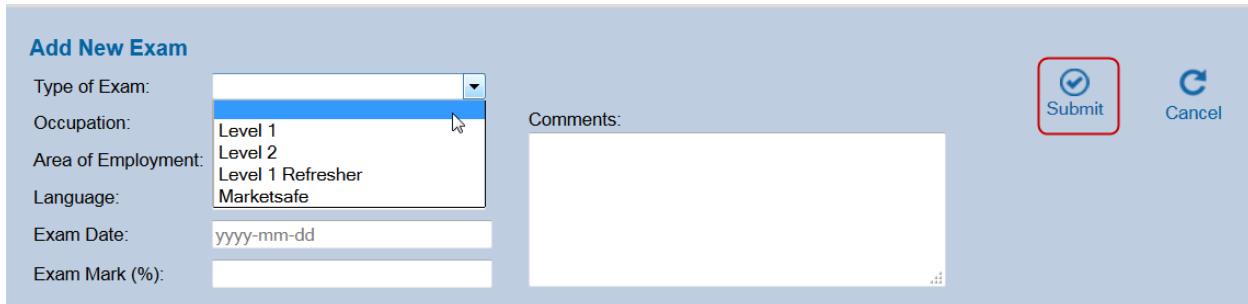 Add New Exam
Type of Exam:
Level 1
Level 2
Level 1 Refresher
Marketsafe
Occupation:
Area of Employment:
Language:
Exam Date:
yyyy-mm-dd
Exam Mark (%):
Comments:
Submit
Cancel